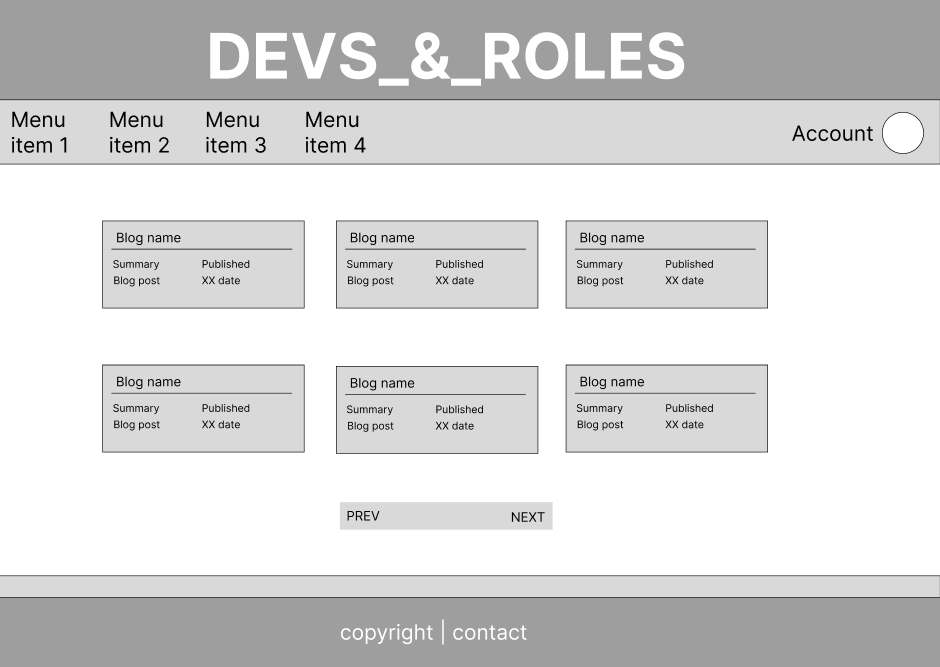 DEVS_&_ROLES
Menu item 1
Menu item 2
Menu item 3
Menu item 4
Account
Blog name
Summary
Blog post
Published
XX date
Blog name
Summary
Blog post
Published
XX date
Blog name
Summary
Blog post
Published
XX date
Blog name
Summary
Blog post
Published
XX date
Blog name
Summary
Blog post
Published
XX date
Blog name
Summary
Blog post
Published
XX date
PREV
NEXT
copyright | contact